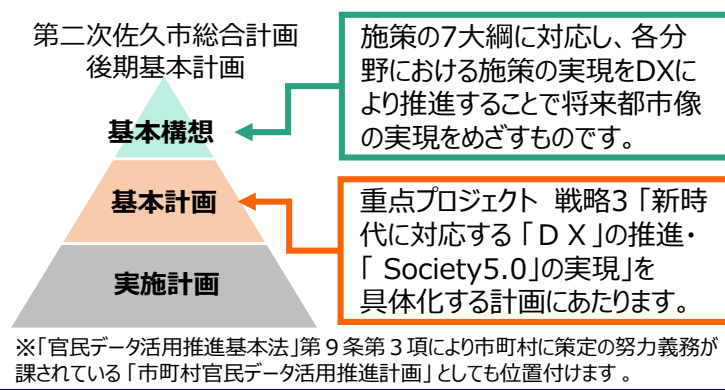 第二次佐久市総合計画
後期基本計画
基本構想
基本計画
実施計画
施策の7大綱に対応し、各分
野における施策の実現をDXに
より推進することで将来都市像
の実現をめざすものです。
重点プロジェクト 戦略3「新時
代に対応する「ＤＸ」の推進・
「 Society5.0」の実現」を
具体化する計画にあたります。
※「官民データ活用推進基本法」第９条第３項により市町村に策定の努力義務が
課されている「市町村官民データ活用推進計画」としても位置付けます 。